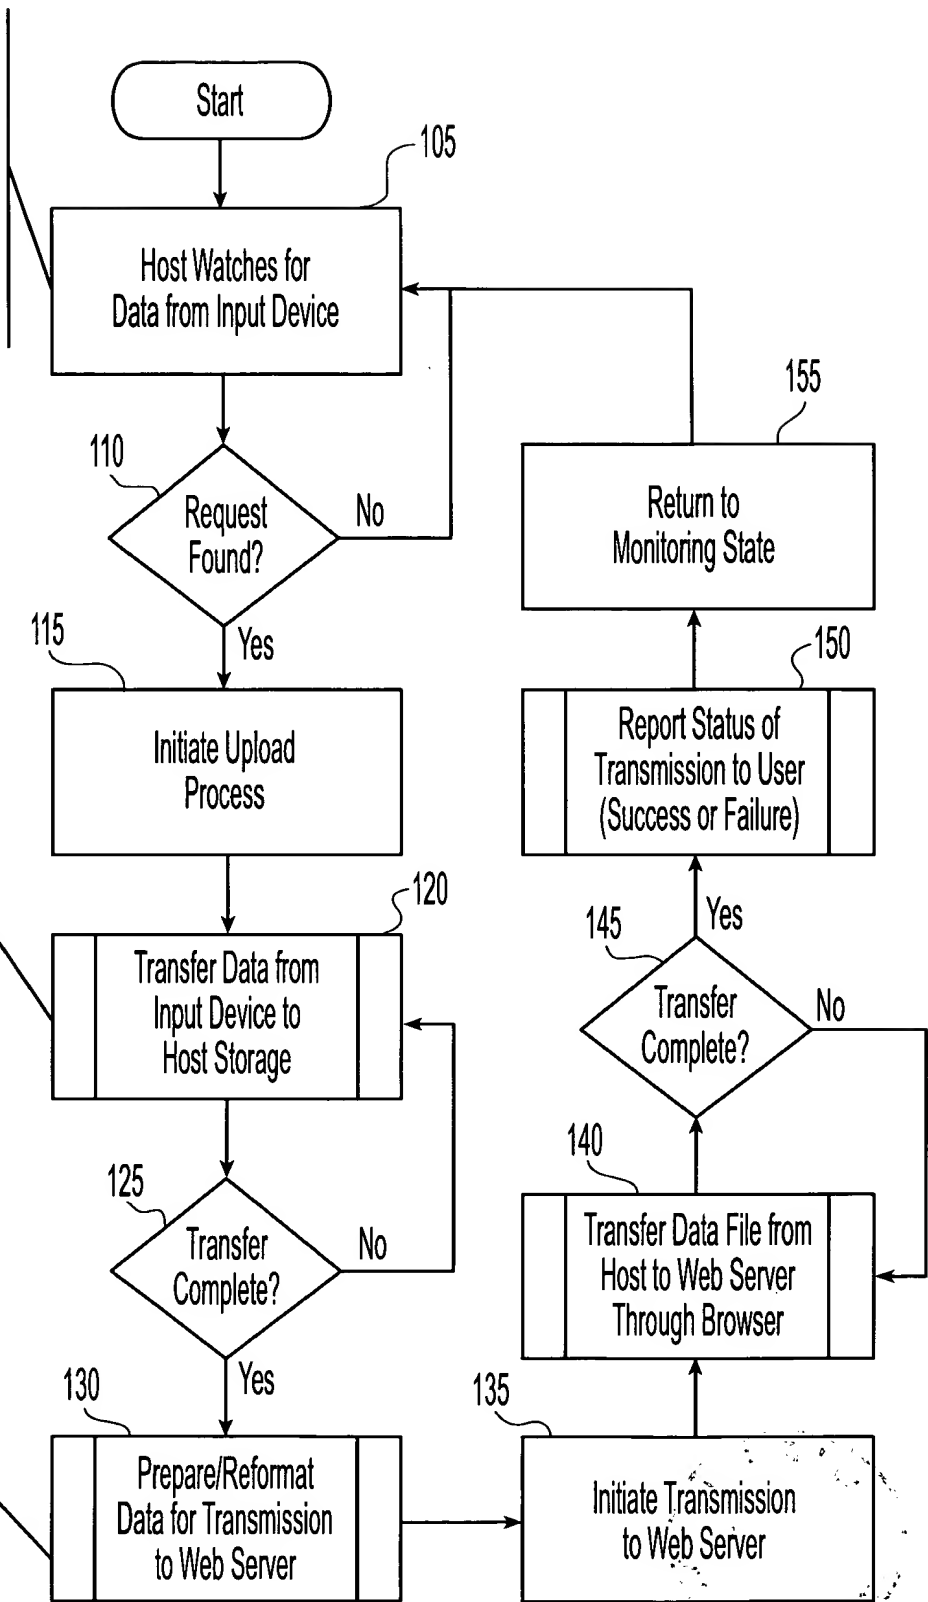 Start
105
Host Watches for
Data from Input Device
110
Request
Found?
No
Yes
115
Initiate Upload
Process
120
Transfer Data from
Input Device to
Host Storage
125
Transfer
Complete?
No
Yes
130
Prepare/Reformat
Data for Transmission
to Web Server
135
Initiate Transmission
to Web Server
140
Transfer Data File from
Host to Web Server
Through Browser
145
Transfer
Complete?
No
Yes
150
Report Status of
Transmission to User
(Success or Failure)
155
Return to
Monitoring State